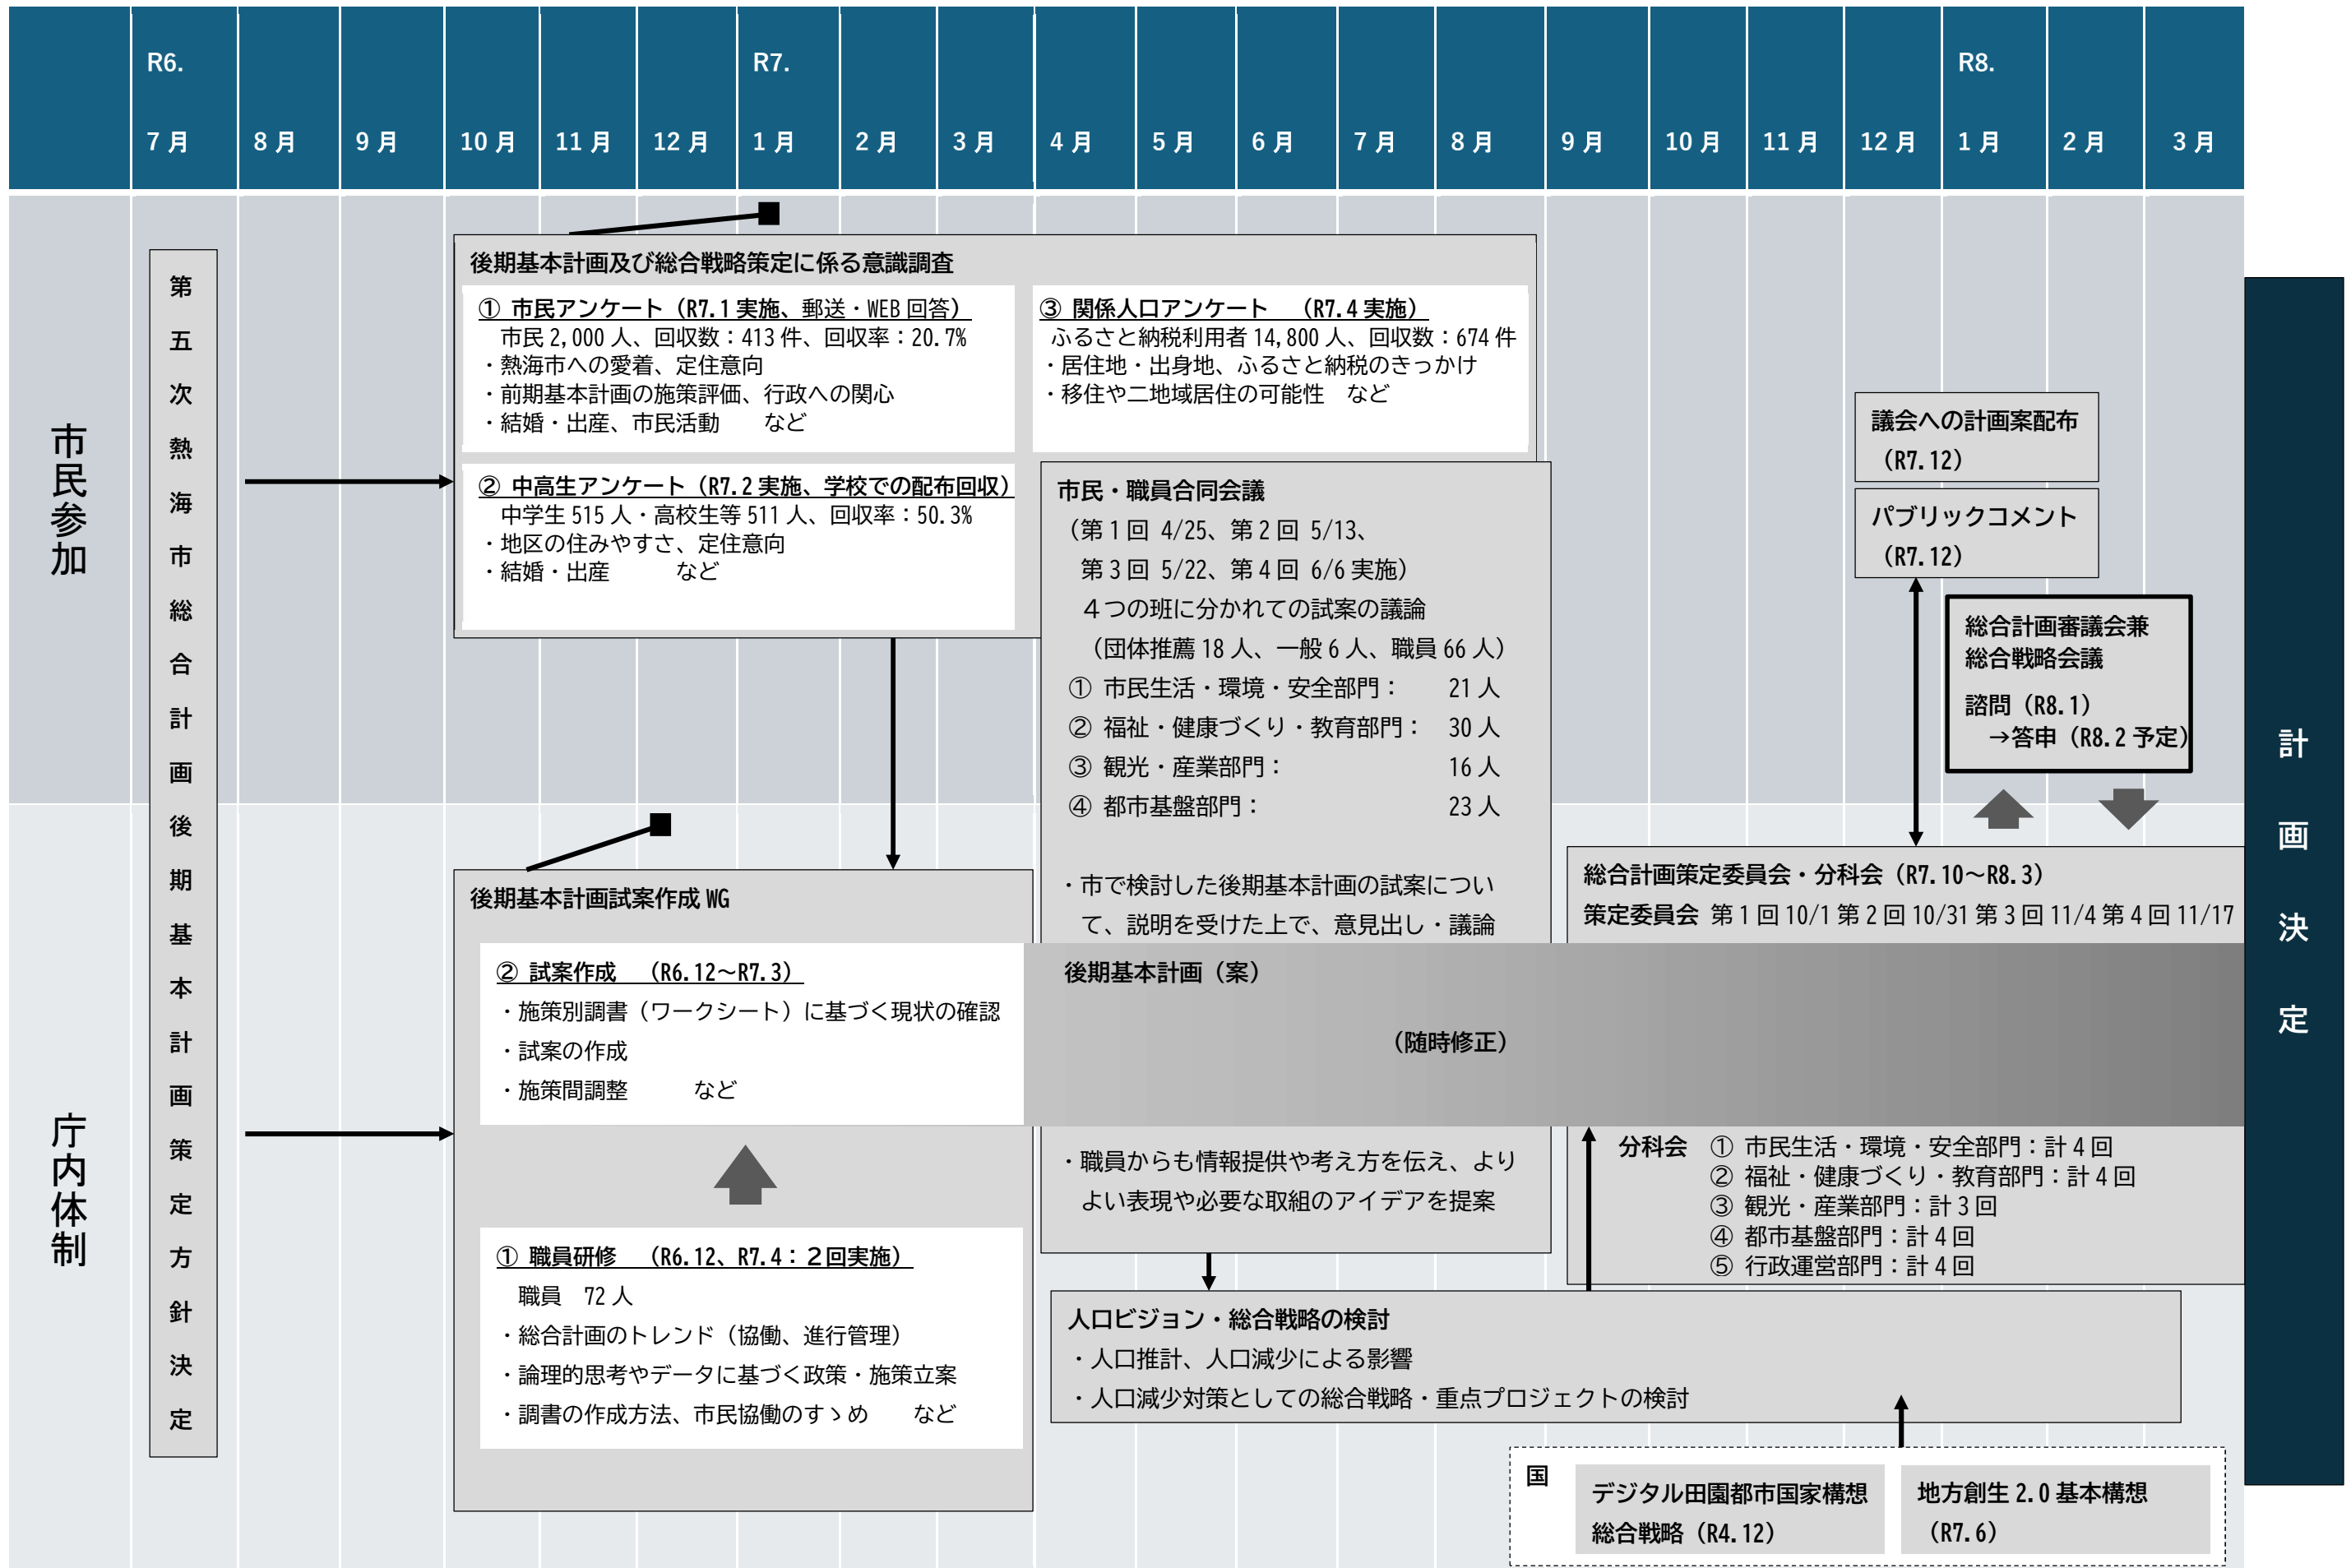 R6.
R7.
R8.
7月 8月 9月 10月 11月 12月 1月 2月 3月 4月 5月 6月 7月 8月 9月 10月 11月 12月 1月 2月 3月
市民参加
庁内体制
第五次熱海市総合計画後期基本計画策定方針決定
後期基本計画及び総合戦略策定に係る意識調査
① 市民アンケート（R7.1実施、郵送・WEB回答）
市民2,000人、回収数：413件、回収率：20.7%
・熱海市への愛着、定住意向
・前期基本計画の施策評価、行政への関心
・結婚・出産、市民活動　　など
② 中高生アンケート（R7.2実施、学校での配布回収）
中学生515人・高校生等511人、回収率：50.3%
・地区の住みやすさ、定住意向
・結婚・出産　　　など
③ 関係人口アンケート　（R7.4実施）
ふるさと納税利用者14,800人、回収数：674件
・居住地・出身地、ふるさと納税のきっかけ
・移住や二地域居住の可能性　など
市民・職員合同会議
（第1回 4/25、第2回 5/13、
第3回 5/22、第4回 6/6実施）
４つの班に分かれての試案の議論
（団体推薦18人、一般6人、職員66人）
① 市民生活・環境・安全部門：　21人
② 福祉・健康づくり・教育部門：　30人
③ 観光・産業部門：　16人
④ 都市基盤部門：　23人
・市で検討した後期基本計画の試案につい
て、説明を受けた上で、意見出し・議論
・職員からも情報提供や考え方を伝え、より
よい表現や必要な取組のアイデアを提案
議会への計画案配布
（R7.12）
パブリックコメント
（R7.12）
総合計画審議会兼
総合戦略会議
諮問（R8.1）
→答申（R8.2予定）
後期基本計画試案作成WG
② 試案作成　（R6.12～R7.3）
・施策別調書（ワークシート）に基づく現状の確認
・試案の作成
・施策間調整　　　など
① 職員研修　（R6.12、R7.4：２回実施）
職員　72人
・総合計画のトレンド（協働、進行管理）
・論理的思考やデータに基づく政策・施策立案
・調書の作成方法、市民協働のすゝめ　　など
後期基本計画（案）
（随時修正）
総合計画策定委員会・分科会（R7.10～R8.3）
策定委員会 第1回10/1 第2回10/31 第3回11/4 第4回11/17
分科会　① 市民生活・環境・安全部門：計4回
② 福祉・健康づくり・教育部門：計4回
③ 観光・産業部門：計3回
④ 都市基盤部門：計4回
⑤ 行政運営部門：計4回
人口ビジョン・総合戦略の検討
・人口推計、人口減少による影響
・人口減少対策としての総合戦略・重点プロジェクトの検討
国
デジタル田園都市国家構想
総合戦略（R4.12）
地方創生2.0基本構想
（R7.6）
計画決定